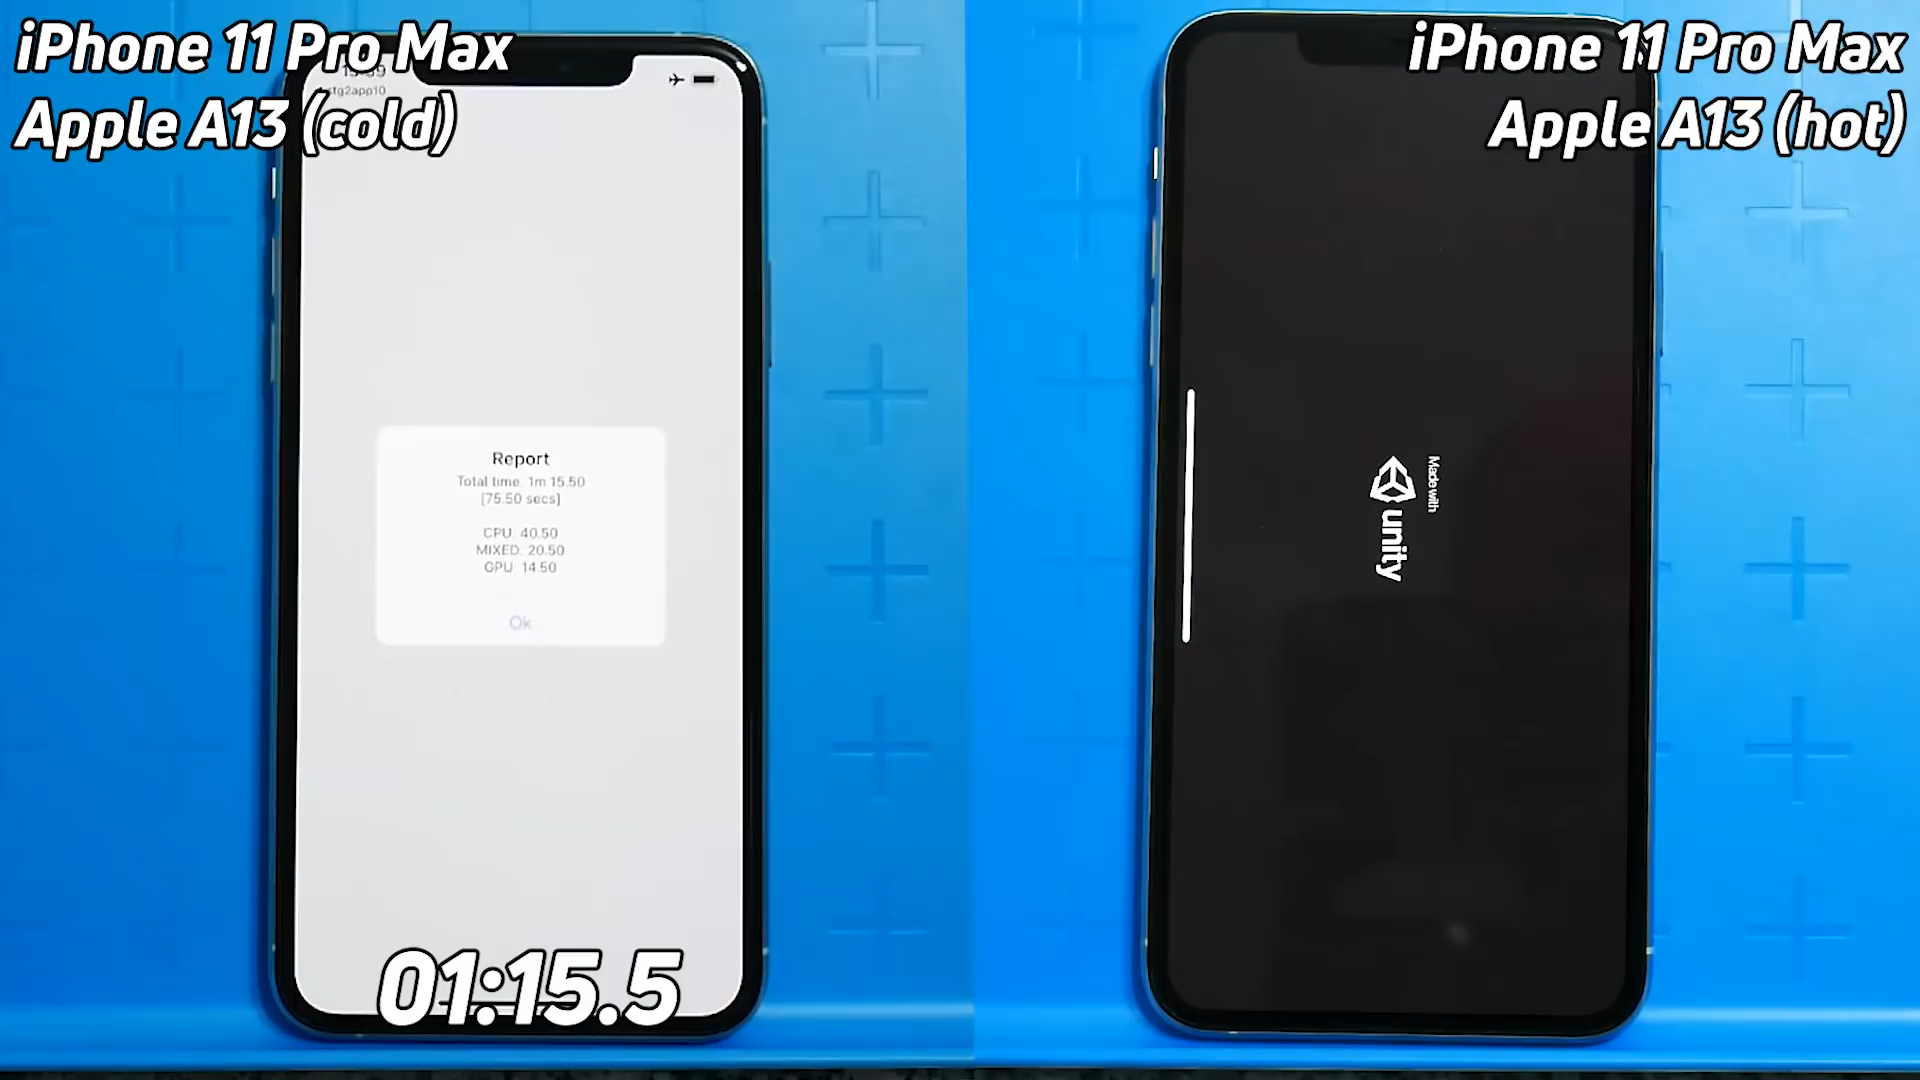 iPhone 11 Pro Max
Apple A13 (cold)
iPhone 11 Pro Max
Apple A13 (hot)
stg2app10
Report
Total time: 1m 15.50
[75.50 secs]
CPU: 40.50
MIXED: 20.50
GPU: 14.50
Ok
Made with
unity
01:15.5